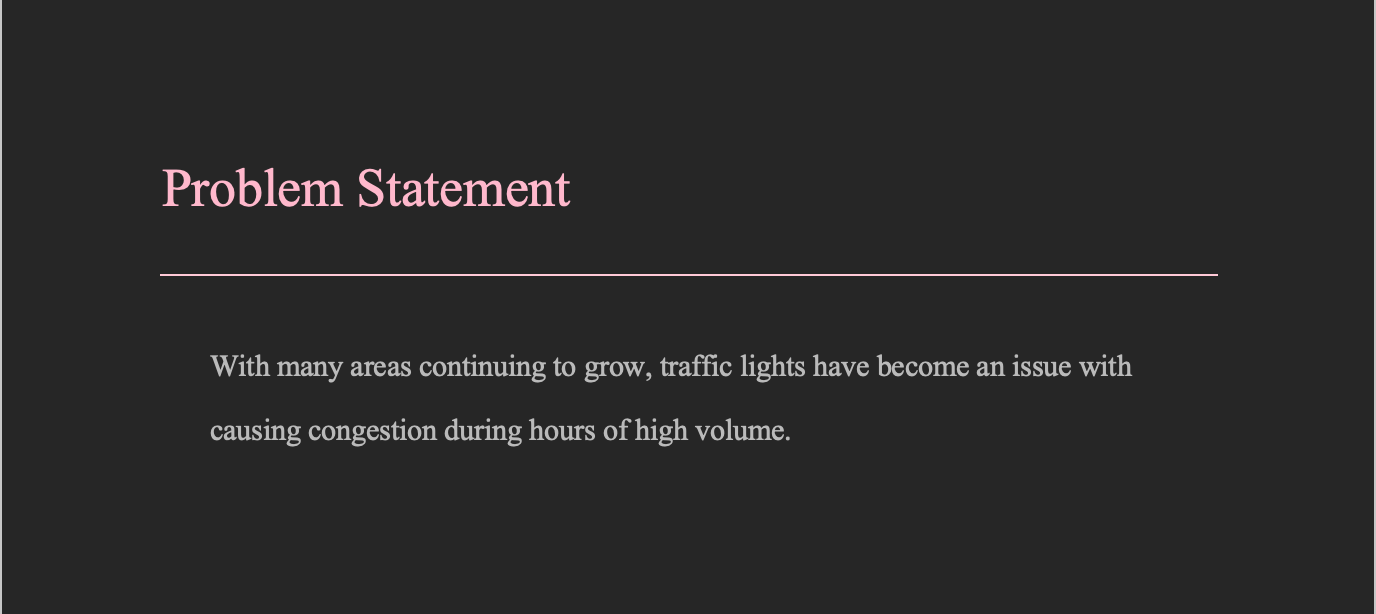 Problem Statement
With many areas continuing to grow, traffic lights have become an issue with
causing congestion during hours of high volume.